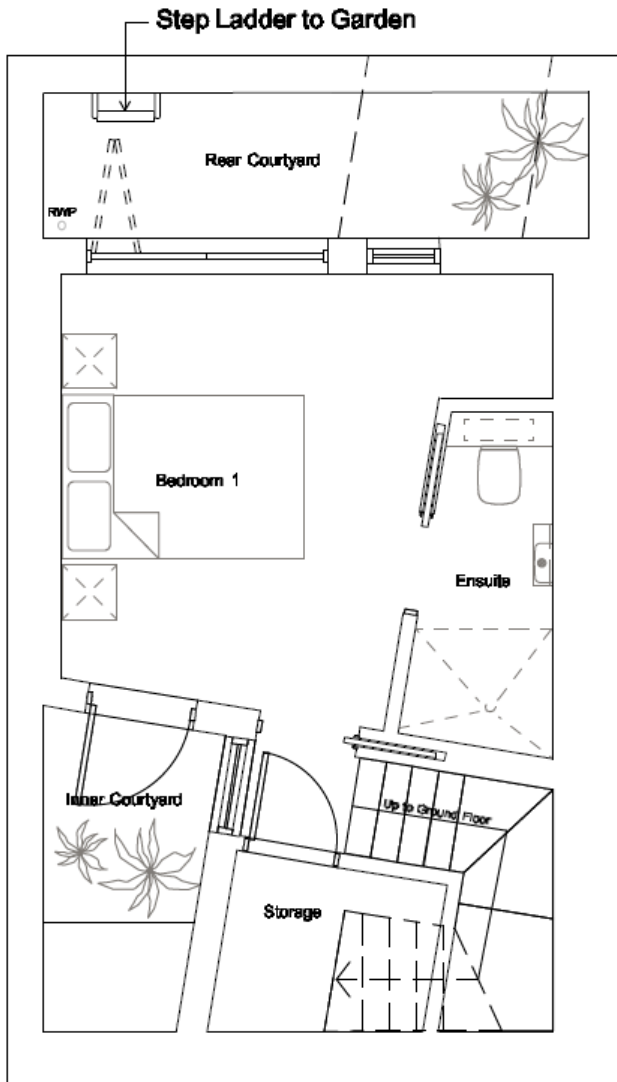 Step Ladder to Garden
Rear Courtyard
RWP
Bedroom 1
Ensuite
Inner Courtyard
Up to Ground Floor
Storage